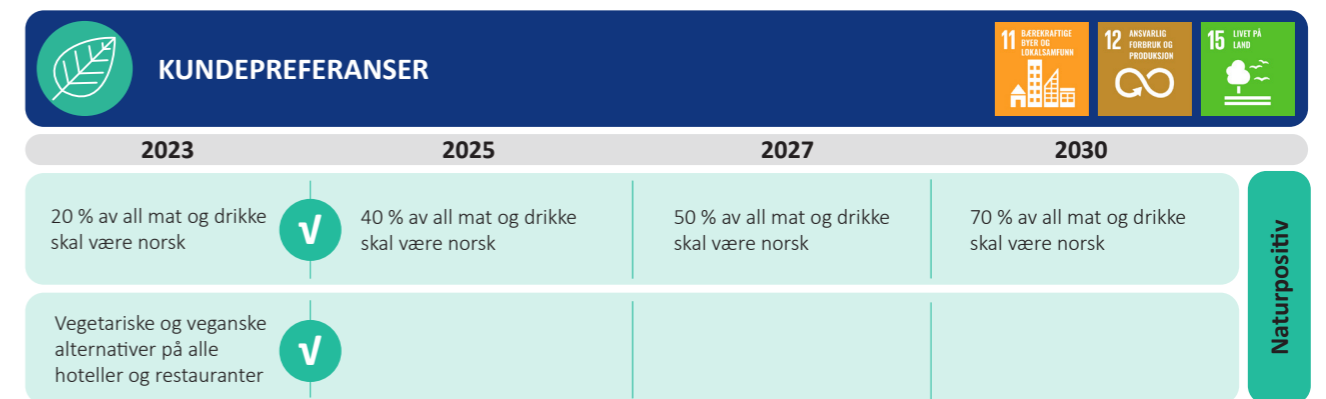 KUNDEPREFERANSER
11 BÆREKRAFTIGE
BYER OG
LOKALSAMFUNN
12 ANSVARLIG
FORBRUK OG
PRODUKSJON
15 LIVET PÅ
LAND
2023 2025 2027 2030
20 % av all mat og drikke
skal være norsk
√
40 % av all mat og drikke
skal være norsk
50 % av all mat og drikke
skal være norsk
70 % av all mat og drikke
skal være norsk
Vegetariske og veganske
alternativer på alle
hoteller og restauranter
√
Naturpositiv